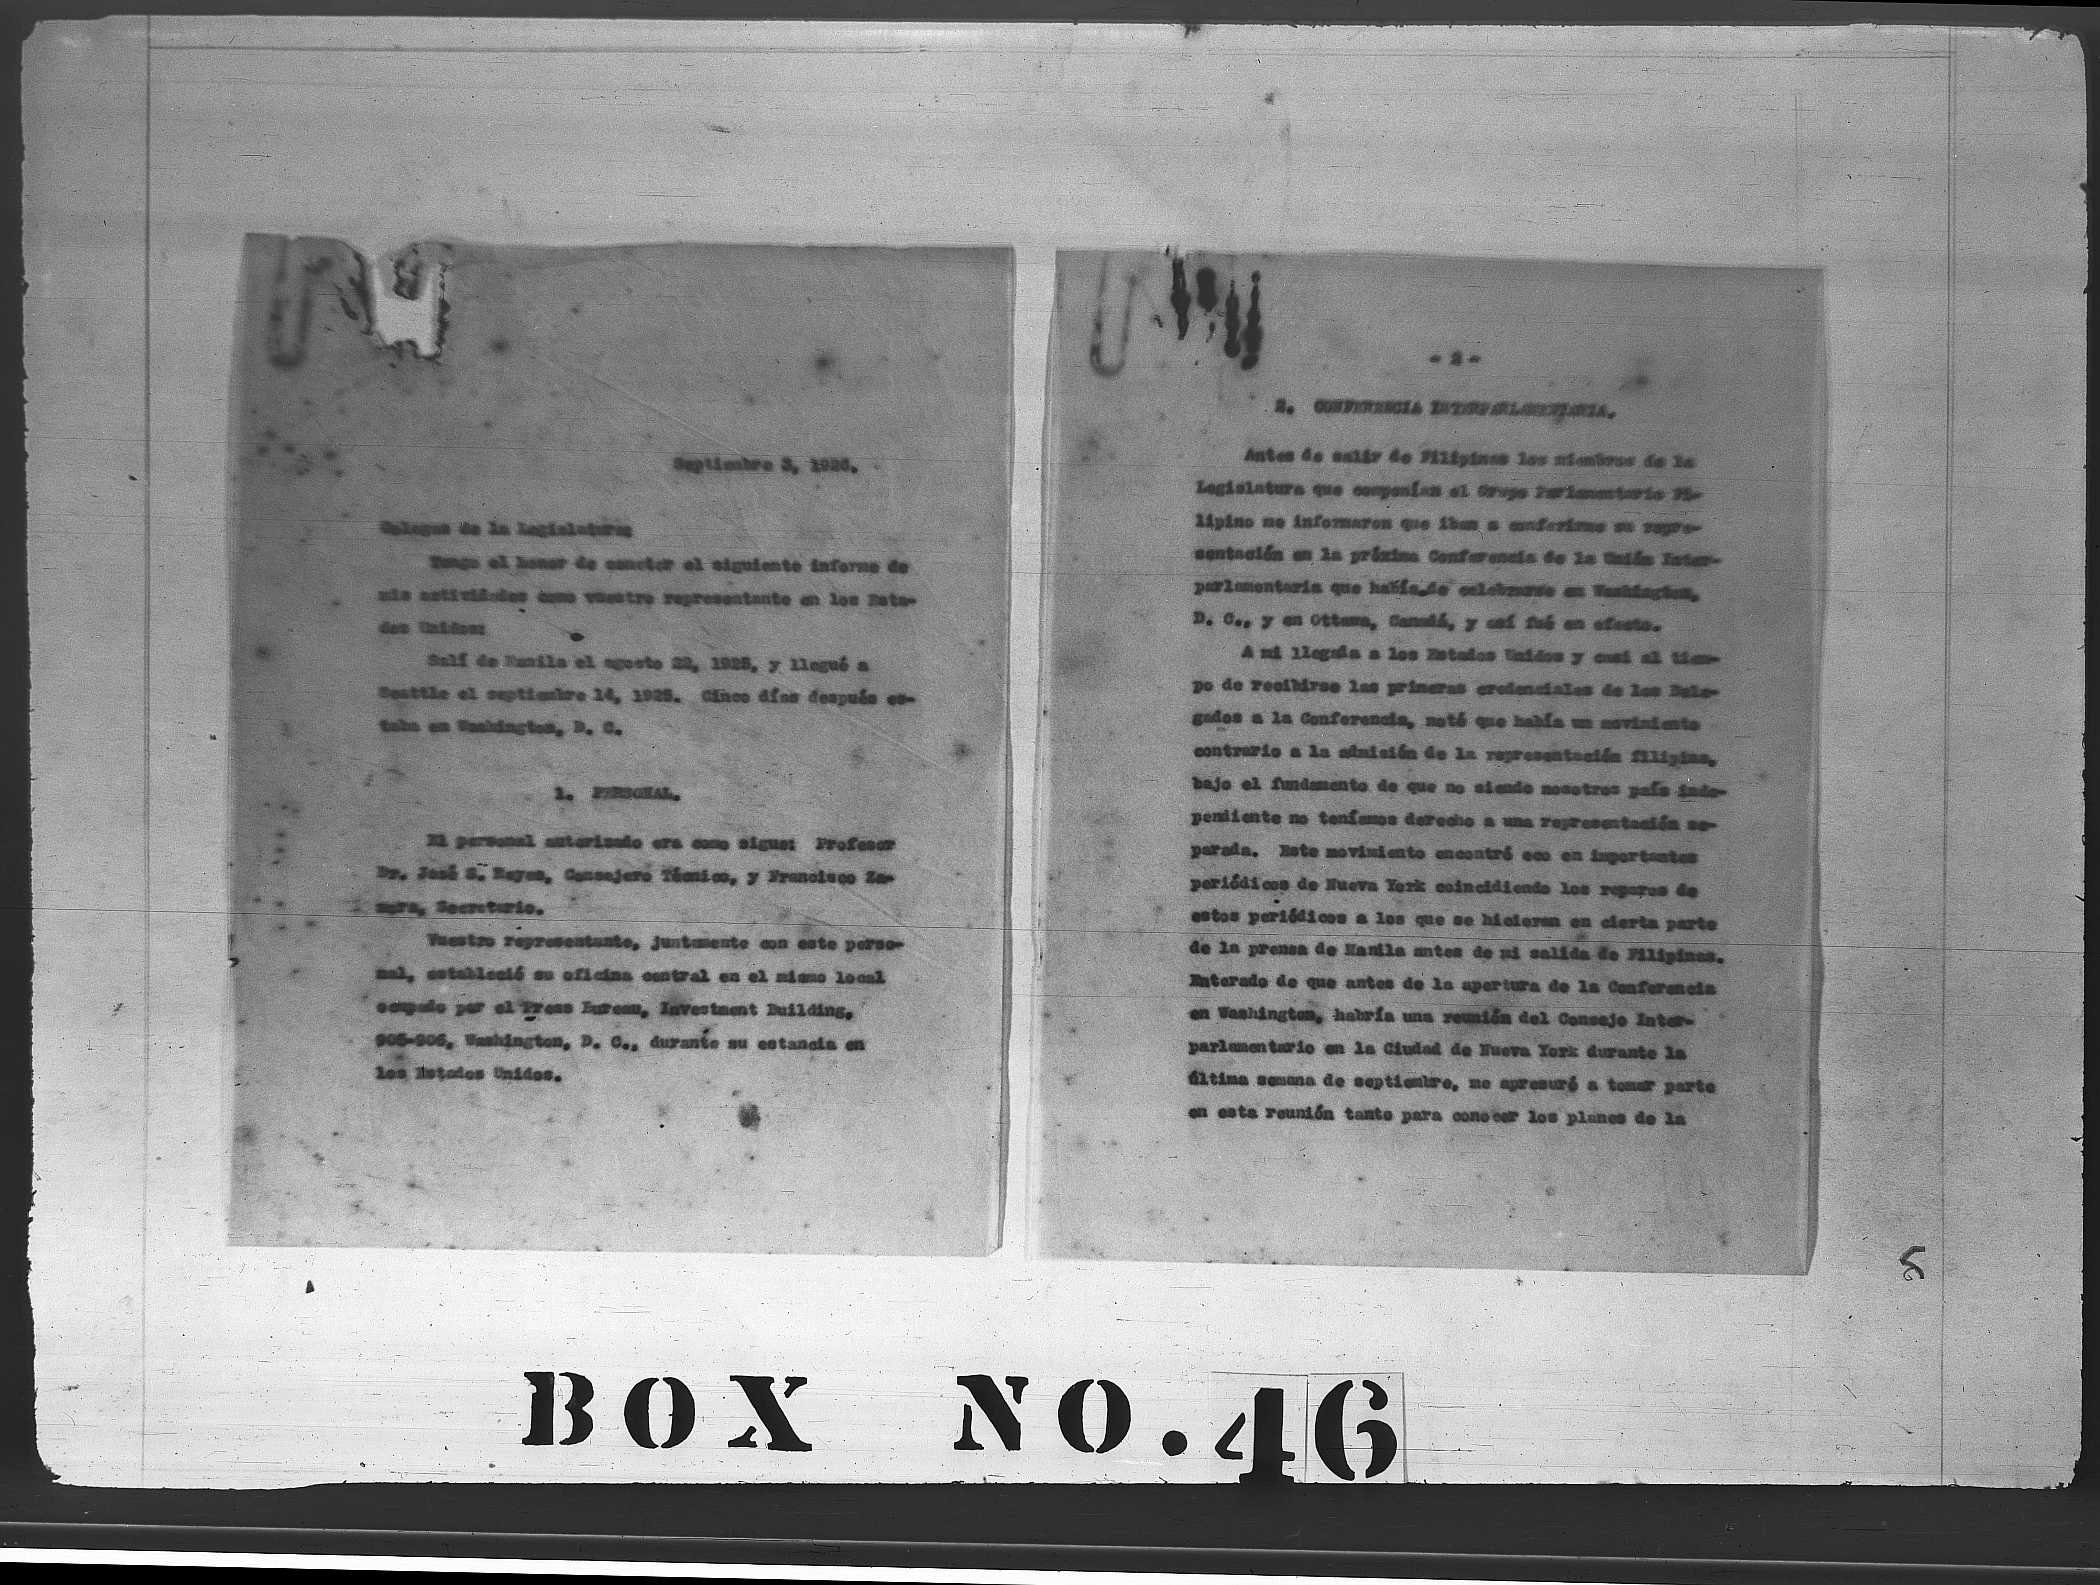 Septiembre 3, 1926.
Colegas de la Legislatura:
Tengo el honor de someter el siguiente informe de
mis actividades como vuestro representante en los Esta-
dos Unidos:
Salí de Manila el agosto 22, 1925, y llegué a
Seattle el septiembre 14, 1925. Cinco días después es-
taba en Washington, D. C.
1. PERSONAL.
El personal autorizado era como sigue: Profesor
Dr. José S. Reyes, Consejero Técnico, y Francisco Za-
mora, Secretario.
Vuestro representante, juntamente con este perso-
nal, estableció su oficina central en el mismo local
ocupado por el Press Bureau, Investment Building,
905-906, Washington, D. C., durante su estancia en
los Estados Unidos.
- 2 -
2. CONFERENCIA INTERPARLAMENTARIA.
Antes de salir de Filipinas los miembros de la
Legislatura que componían el Grupo Parlamentario Fi-
lipino me informaron que iban a conferirme su repre-
sentación en la próxima Conferencia de la Unión Inter-
parlamentaria que había de celebrarse en Washington,
D. C., y en Ottawa, Canadá, y así fué en efecto.
A mi llegada a los Estados Unidos y casi al tiem-
po de recibirse las primeras credenciales de los Dele-
gados a la Conferencia, noté que había un movimiento
contrario a la admisión de la representación filipina,
bajo el fundamento de que no siendo nosotros país inde-
pendiente no teníamos derecho a una representación se-
parada. Este movimiento encontró eco en importantes
periódicos de Nueva York coincidiendo los reparos de
estos periódicos a los que se hicieron en cierta parte
de la prensa de Manila antes de mi salida de Filipinas.
Enterado de que antes de la apertura de la Conferencia
en Washington, habría una reunión del Consejo Inter-
parlamentario en la Ciudad de Nueva York durante la
última semana de septiembre, me apresuré a tomar parte
en esta reunión tanto para conocer los planes de la
BOX NO. 46